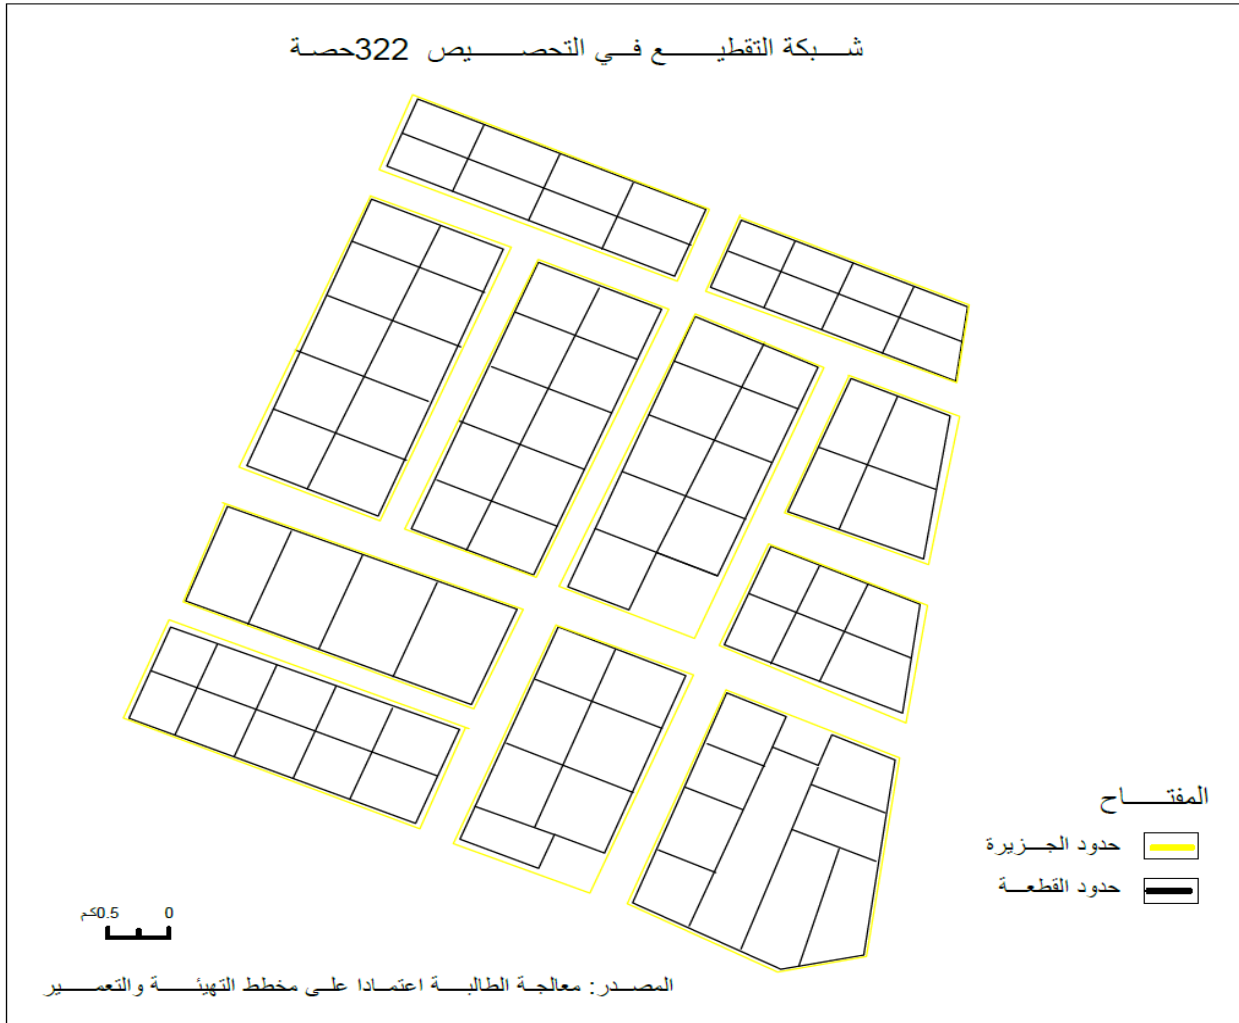 شبكة التقطيع في التحصيص 322حصة
المفتاح
حدود الجزيرة
حدود القطعة
0.5كم 0
المصدر: معالجة الطالبة اعتمادا على مخطط التهيئة والتعمير